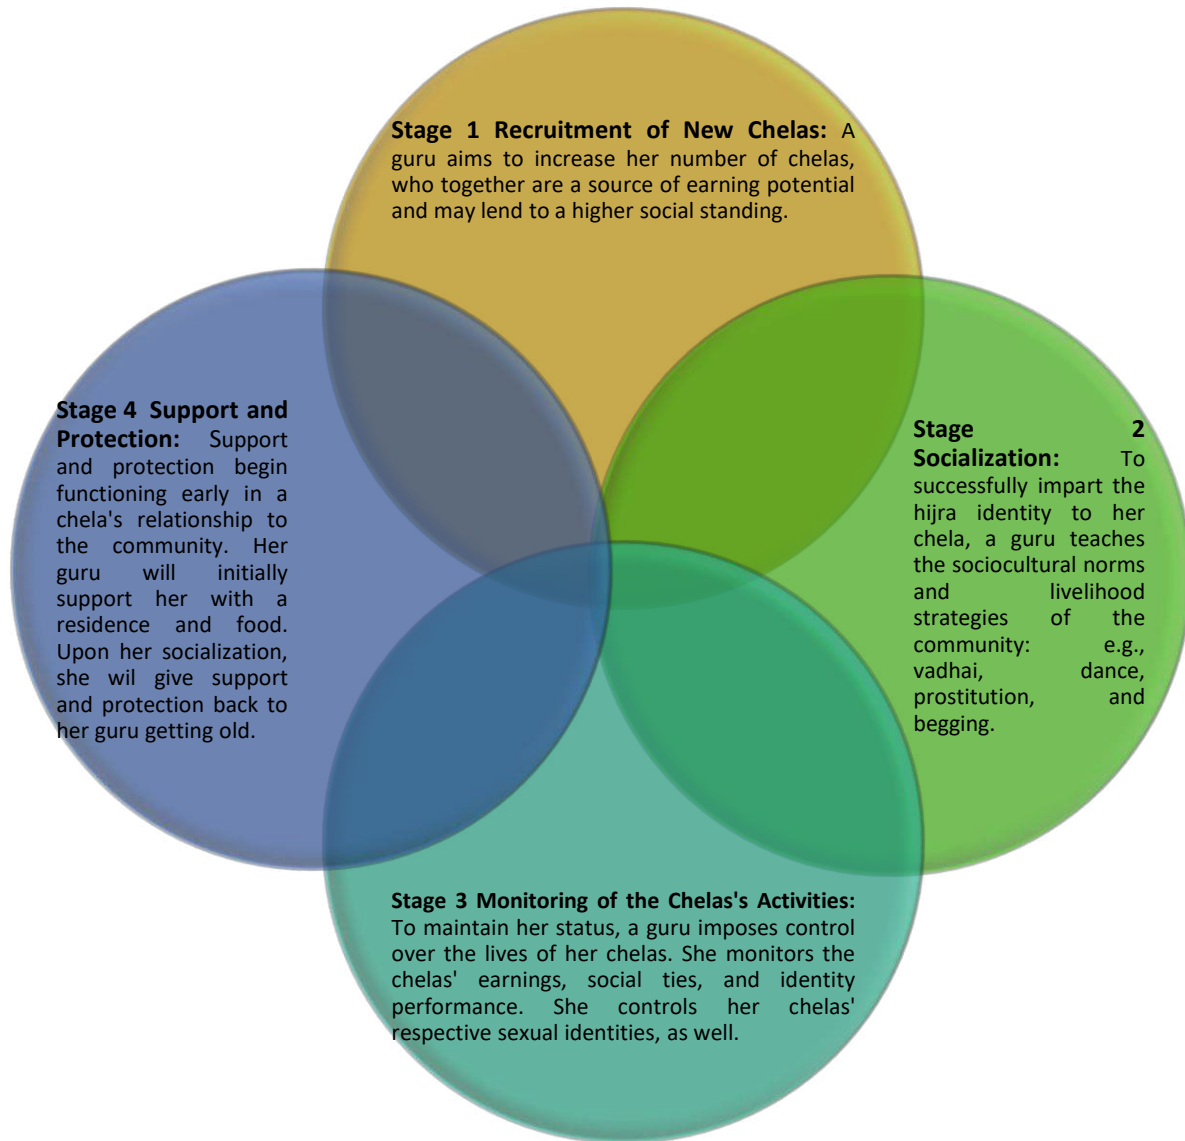 Stage 1 Recruitment of New Chelas: A
guru aims to increase her number of chelas,
who together are a source of earning potential
and may lend to a higher social standing.
Stage 2
Socialization: To
successfully impart the
hijra identity to her
chela, a guru teaches
the sociocultural norms
and livelihood
strategies of the
community: e.g.,
vadhai, dance,
prostitution, and
begging.
Stage 3 Monitoring of the Chelas's Activities:
To maintain her status, a guru imposes control
over the lives of her chelas. She monitors the
chelas' earnings, social ties, and identity
performance. She controls her chelas'
respective sexual identities, as well.
Stage 4 Support and
Protection: Support
and protection begin
functioning early in a
chela's relationship to
the community. Her
guru will initially
support her with a
residence and food.
Upon her socialization,
she wil give support
and protection back to
her guru getting old.